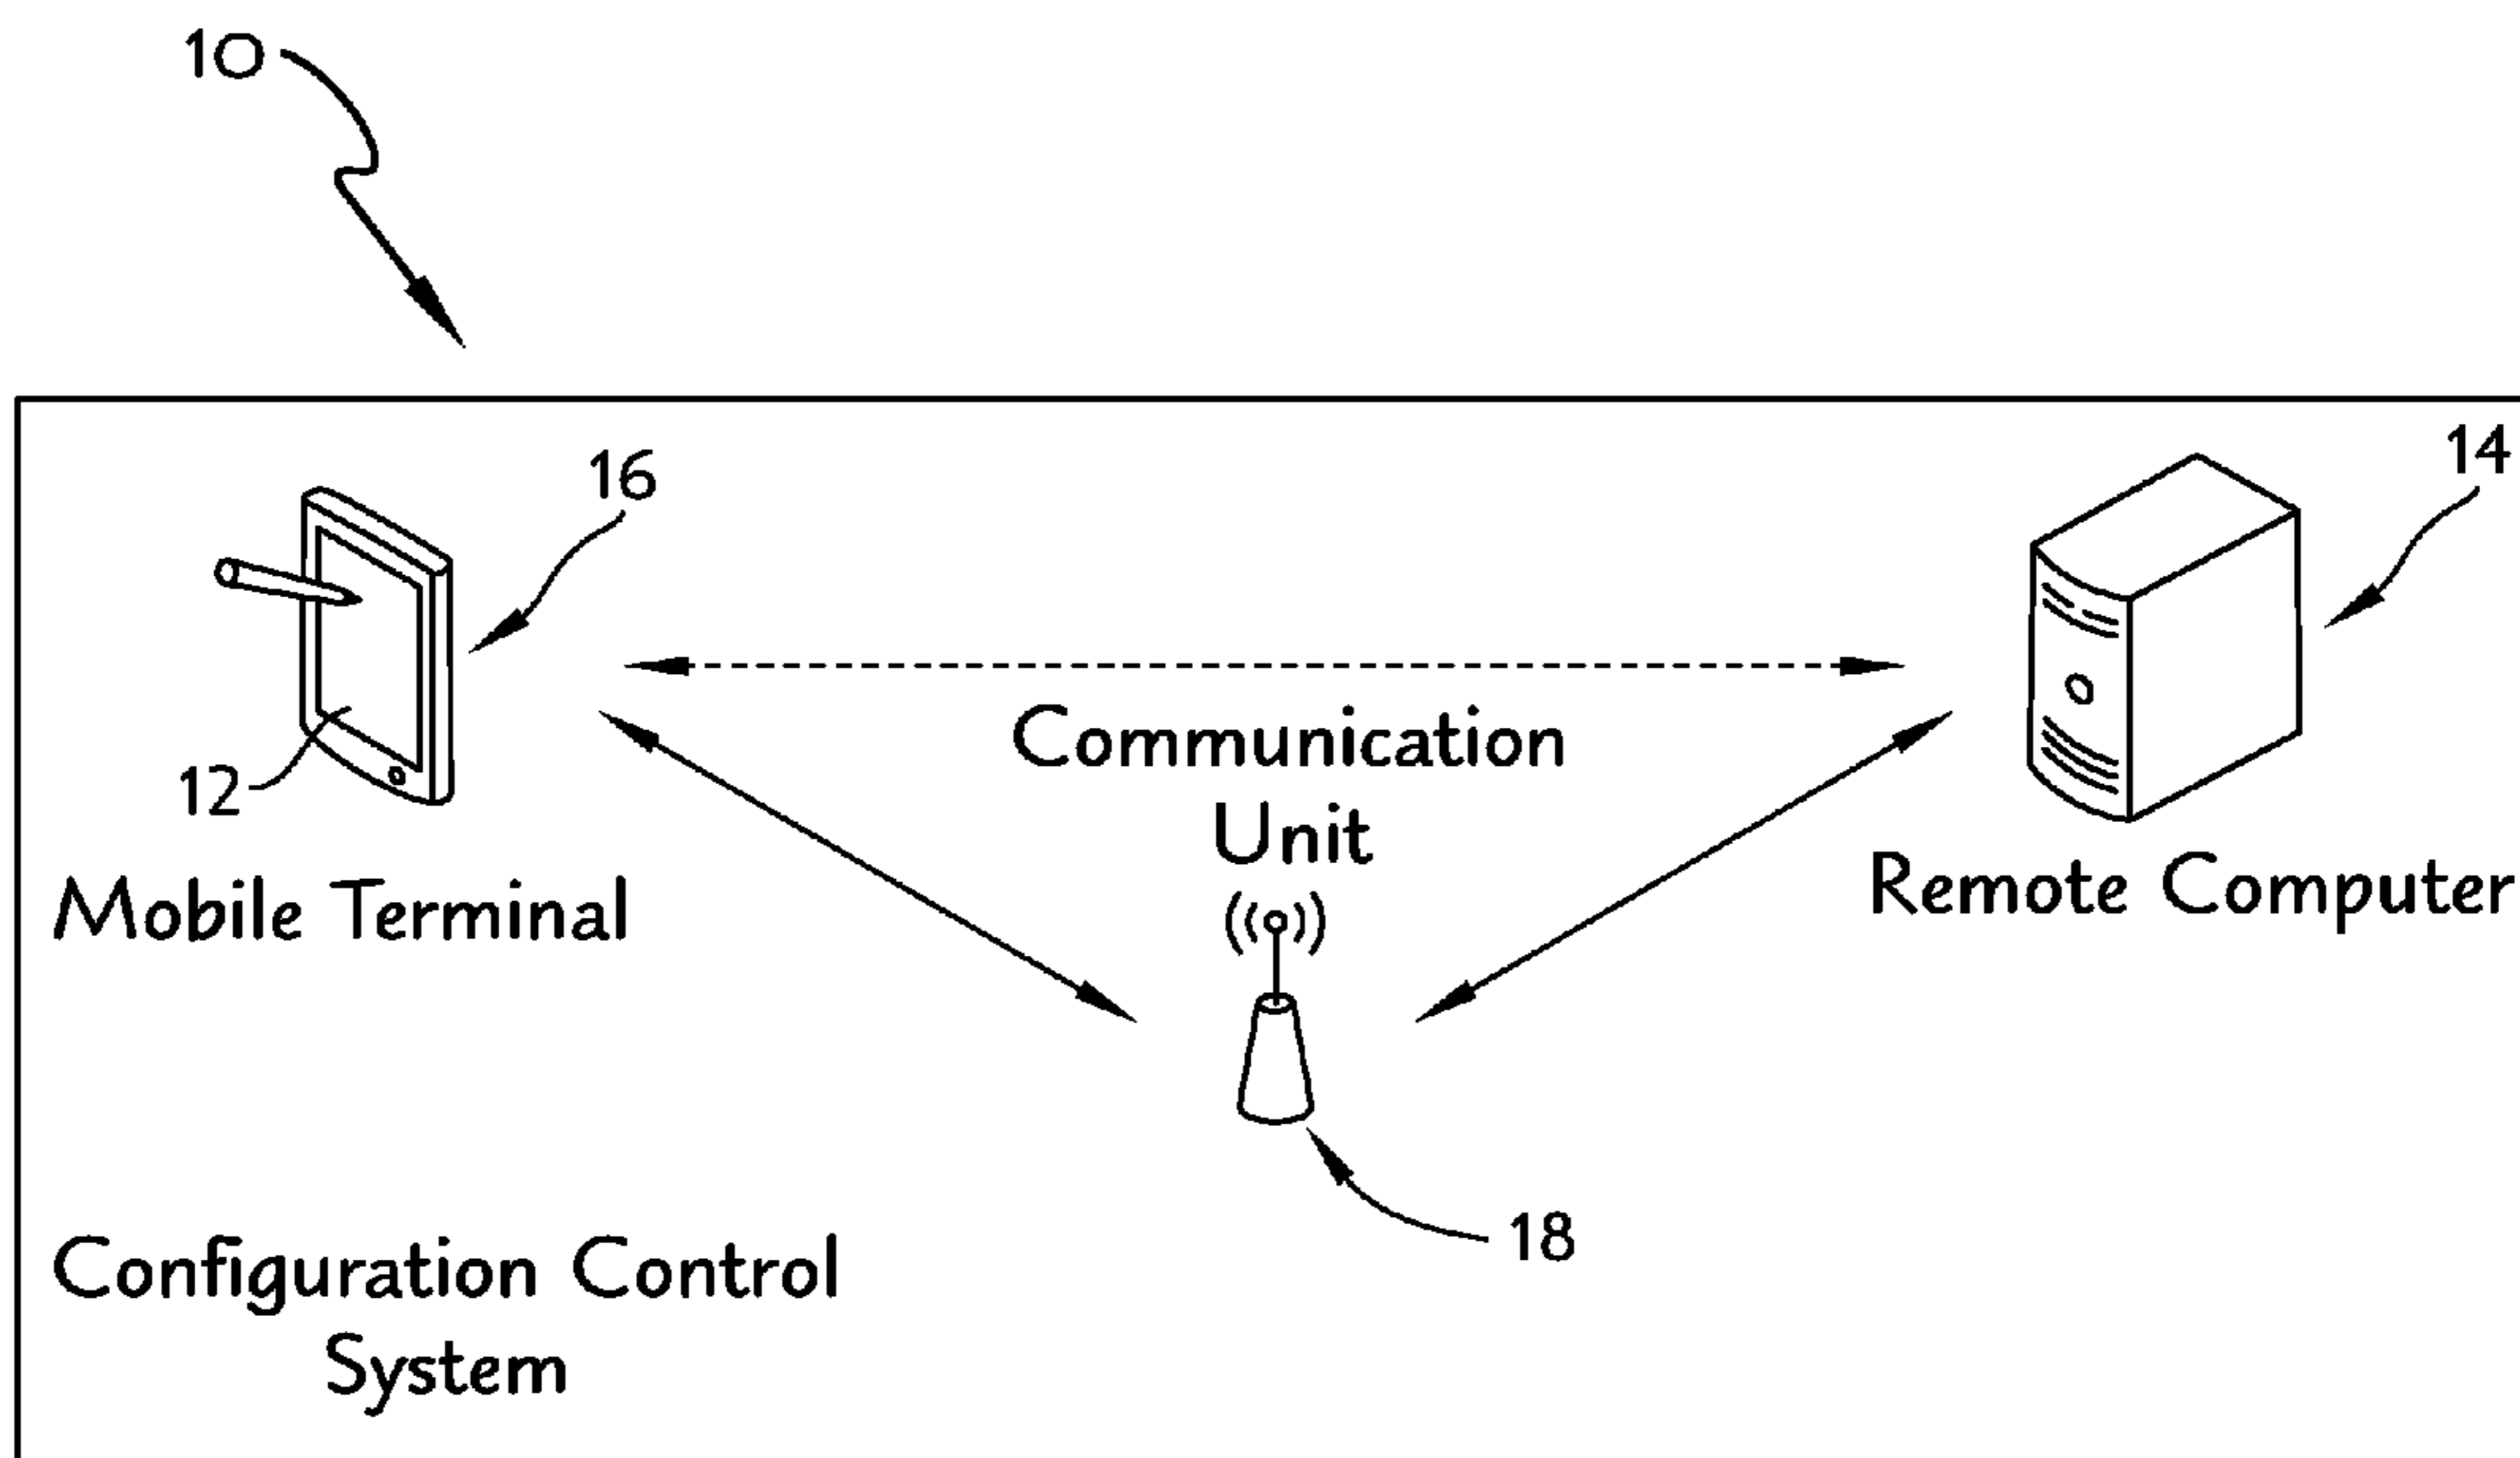 10
16
14
Communication
Unit
12
Mobile Terminal
Remote Computer
18
Configuration Control
System